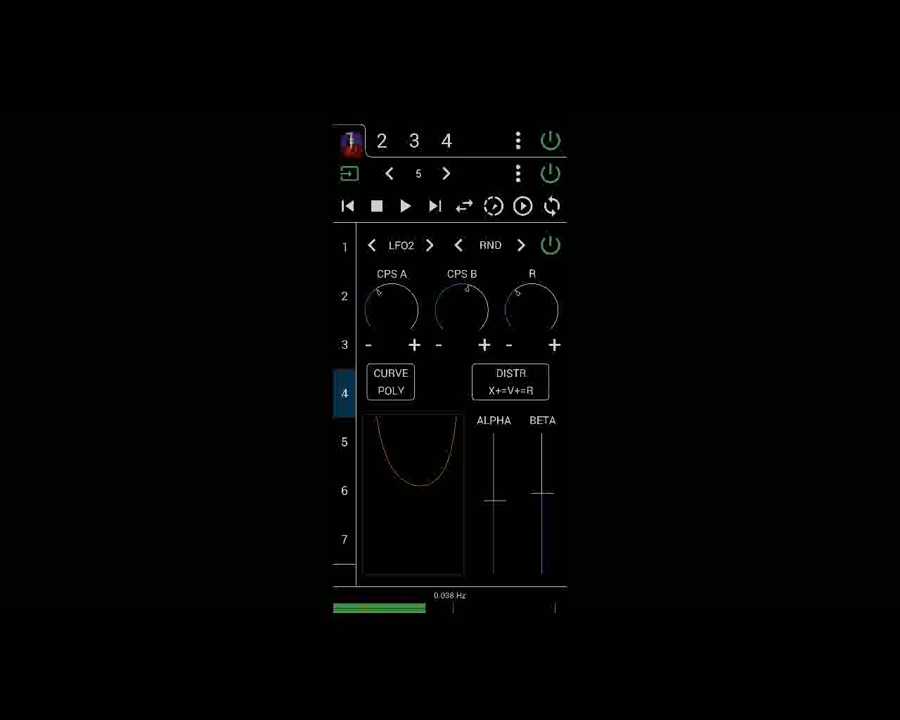 1 2 3 4
5
1 LFO2 RND
CPS A CPS B R
2
- + - + - +
3
CURVE DISTR
POLY X+=V+=R
4
ALPHA BETA
5
6
7
0.038 Hz